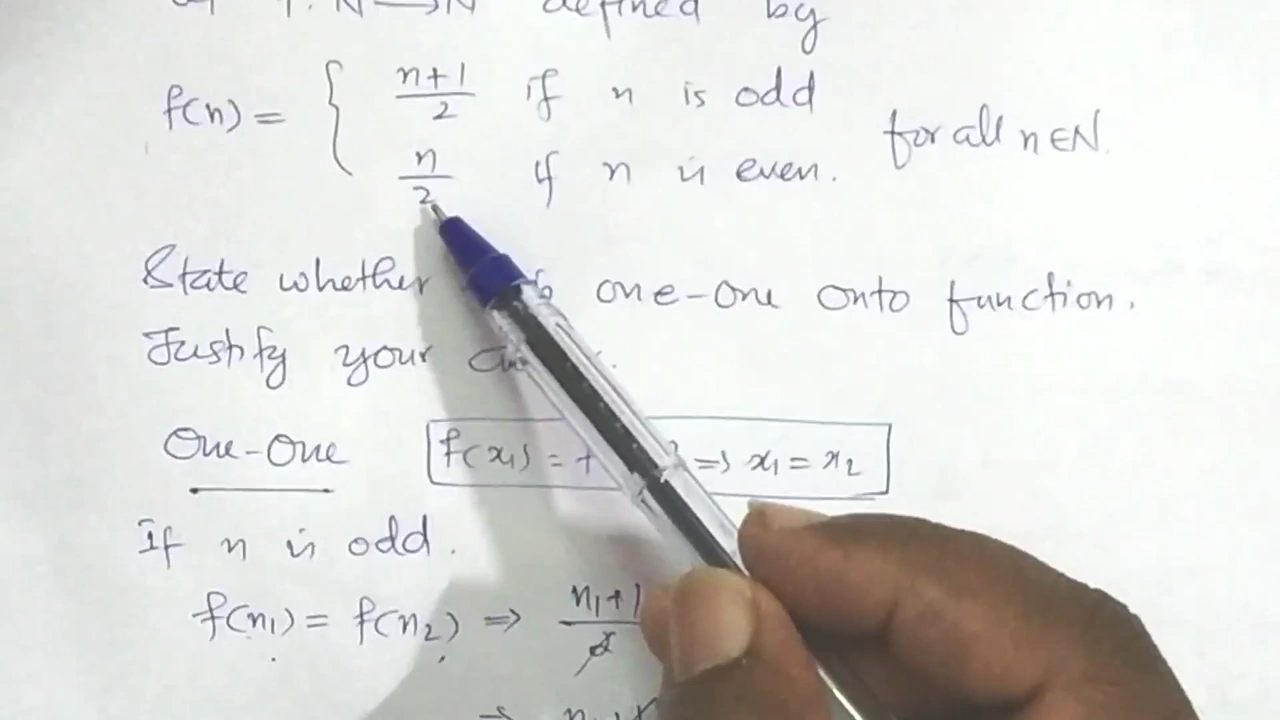 f: N → N defined by
f(n) = { n+1/2 if n is odd
n/2 if n is even. for all n ∈ N.
State whether one-one onto function.
Justify your
One-One f(x1) = f ⇒ x1 = x2
If n is odd.
f(n1) = f(n2) ⇒ n1+1/2
⇒ n1